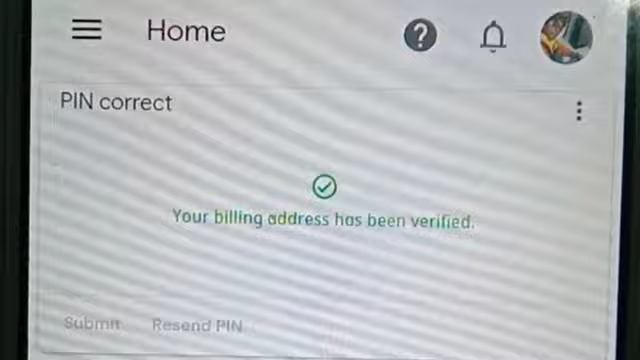 Home
PIN correct
Your billing address has been verified.
Submit Resend PIN